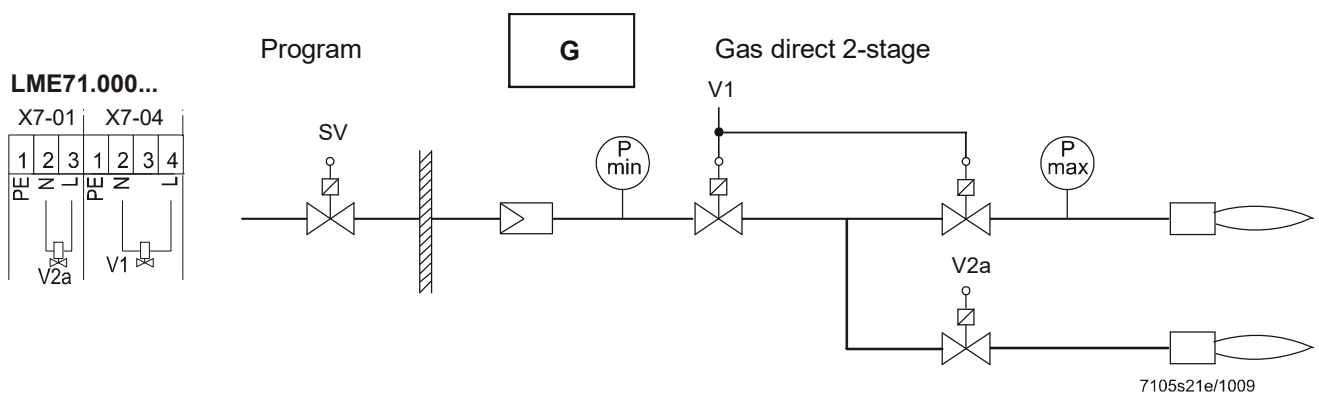 Program
G
Gas direct 2-stage
LME71.000...
X7-01 X7-04
1 2 3 1 2 3 4
PE N L PE N L
V2a
V1
SV
P
min
V1
P
max
V2a
7105s21e/1009